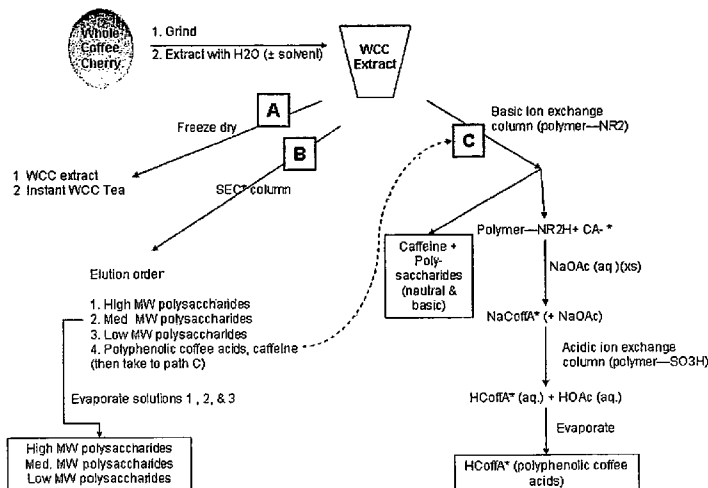 Whole
Coffee
Cherry
1. Grind
2. Extract with H2O (± solvent)
WCC
Extract
A
Freeze dry
1 WCC extract
2 Instant WCC Tea
B
SEC* column
C
Basic ion exchange
column (polymer—NR2)
Elution order
1. High MW polysaccharides
2. Med MW polysaccharides
3. Low MW polysaccharides
4. Polyphenolic coffee acids, caffeine
(then take to path C)
Evaporate solutions 1 , 2, & 3
High MW polysaccharides
Med. MW polysaccharides
Low MW polysaccharides
Caffeine +
Poly-
saccharides
(neutral &
basic)
Polymer—NR2H+ CA- *
NaOAc (aq.)(xs)
NaCoffA* (+ NaOAc)
Acidic ion exchange
column (polymer—SO3H)
HCoffA* (aq.) + HOAc (aq.)
Evaporate
HCoffA* (polyphenolic coffee
acids)